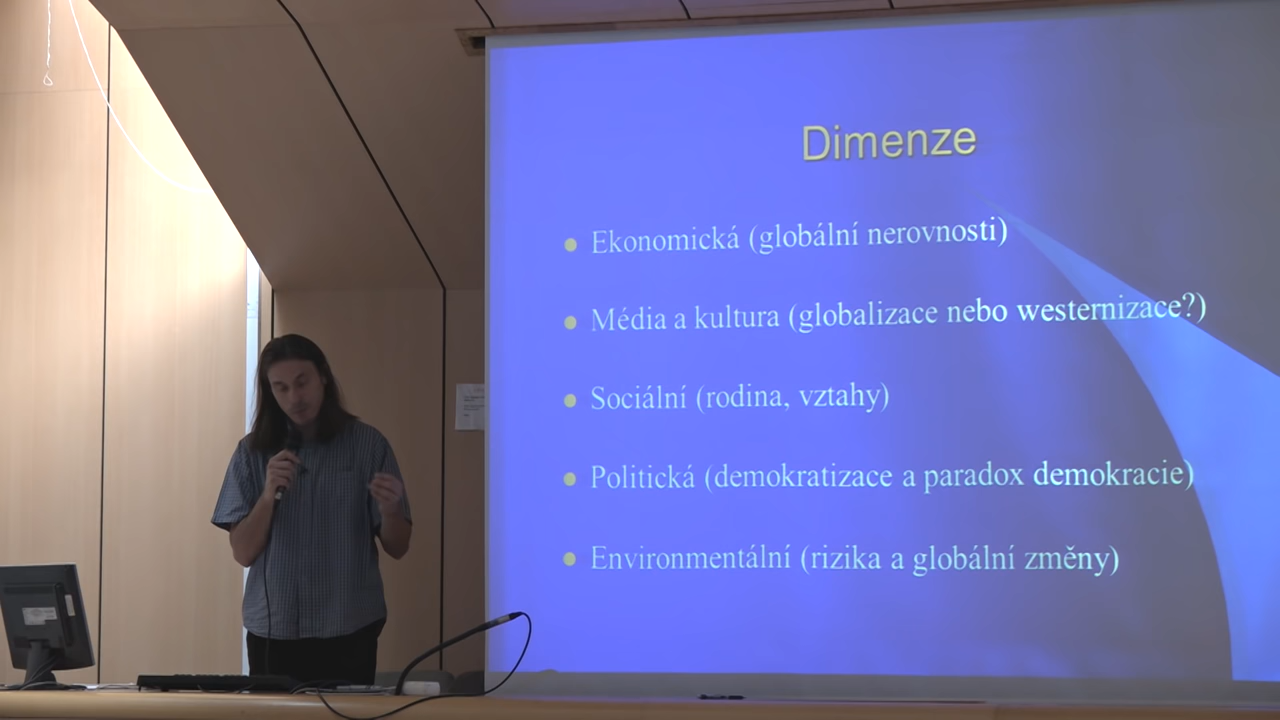 Dimenze
Ekonomická (globální nerovnosti)
Média a kultura (globalizace nebo westernizace?)
Sociální (rodina, vztahy)
Politická (demokratizace a paradox demokracie)
Environmentální (rizika a globální změny)